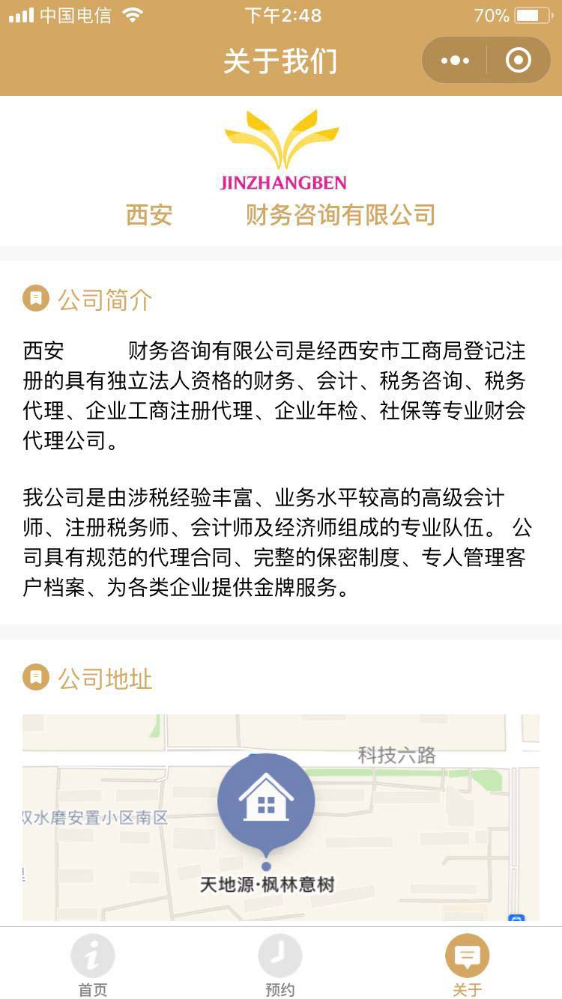 中国电信
下午2:48
70%
关于我们
JINZHANGBEN
西安 财务咨询有限公司
公司简介
西安 财务咨询有限公司是经西安市工商局登记注
册的具有独立法人资格的财务、会计、税务咨询、税务
代理、企业工商注册代理、企业年检、社保等专业财会
代理公司。
我公司是由涉税经验丰富、业务水平较高的高级会计
师、注册税务师、会计师及经济师组成的专业队伍。 公
司具有规范的代理合同、完整的保密制度、专人管理客
户档案、为各类企业提供金牌服务。
公司地址
科技六路
双水磨安置小区南区
天地源·枫林意树
首页
预约
关于